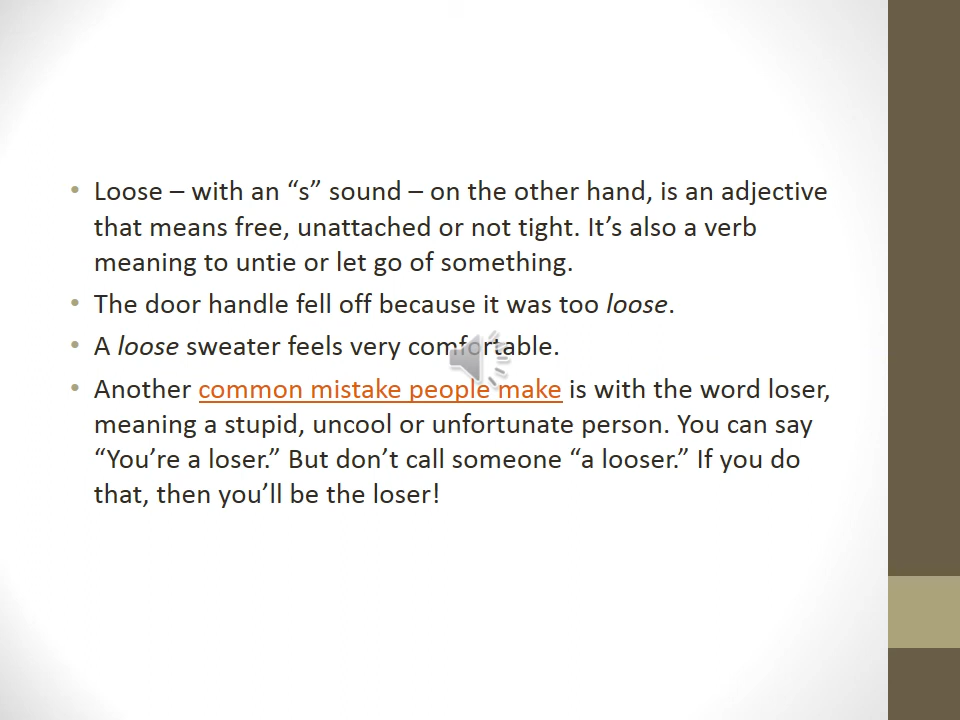 • Loose – with an “s” sound – on the other hand, is an adjective
that means free, unattached or not tight. It’s also a verb
meaning to untie or let go of something.
• The door handle fell off because it was too loose.
• A loose sweater feels very comfortable.
• Another common mistake people make is with the word loser,
meaning a stupid, uncool or unfortunate person. You can say
“You’re a loser.” But don’t call someone “a looser.” If you do
that, then you’ll be the loser!